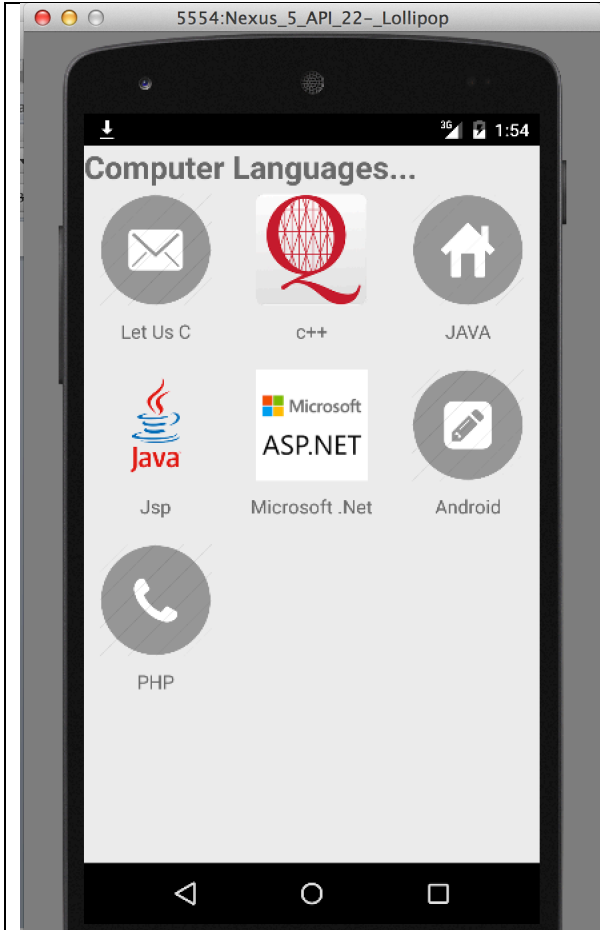 5554:Nexus_5_API_22-_Lollipop
3G 1:54
Computer Languages...
Q
Let Us C
c++
JAVA
Java
Microsoft
ASP.NET
Jsp
Microsoft .Net
Android
PHP